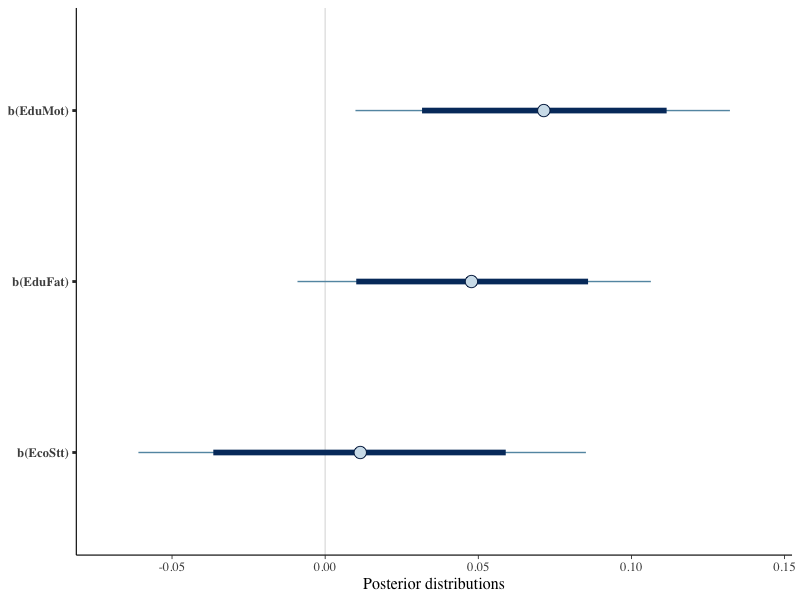 b(EduMot)
b(EduFat)
b(EcoStt)
-0.05 0.00 0.05 0.10 0.15
Posterior distributions